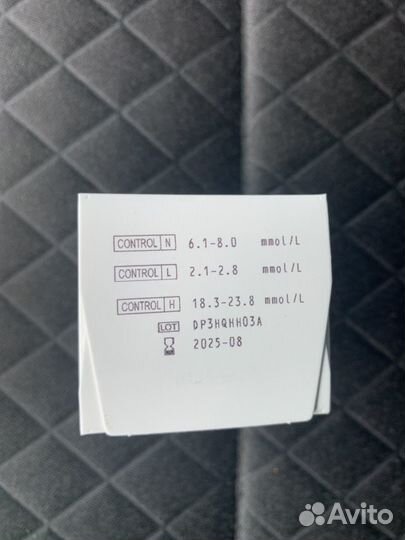 CONTROL N 6.1-8.0 mmol/L
CONTROL L 2.1-2.8 mmol/L
CONTROL H 18.3-23.8 mmol/L
LOT DP3HQHH03A
2025-08
Avito